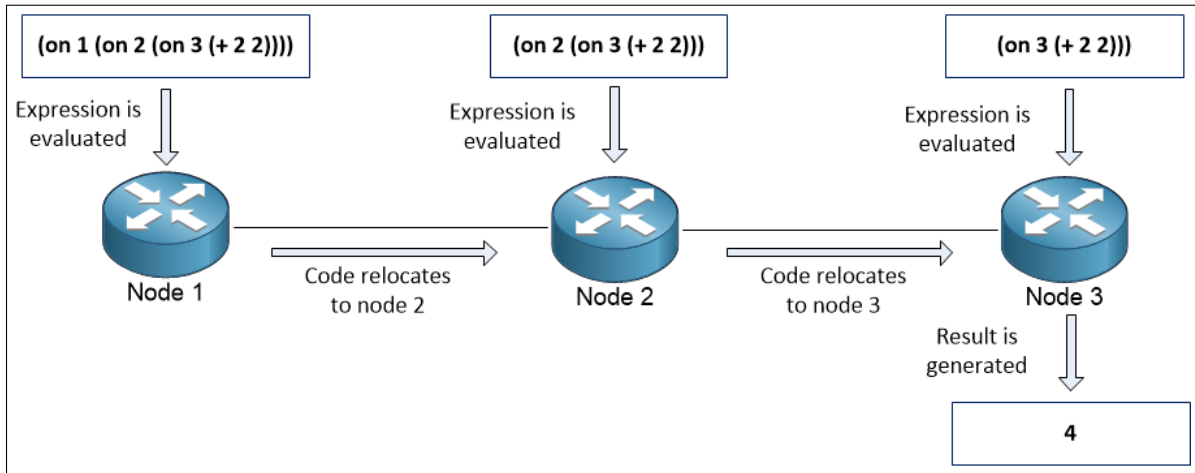 (on 1 (on 2 (on 3 (+ 2 2))))
(on 2 (on 3 (+ 2 2)))
(on 3 (+ 2 2)))
Expression is
evaluated
Expression is
evaluated
Expression is
evaluated
Node 1
Code relocates
to node 2
Node 2
Code relocates
to node 3
Node 3
Result is
generated
4